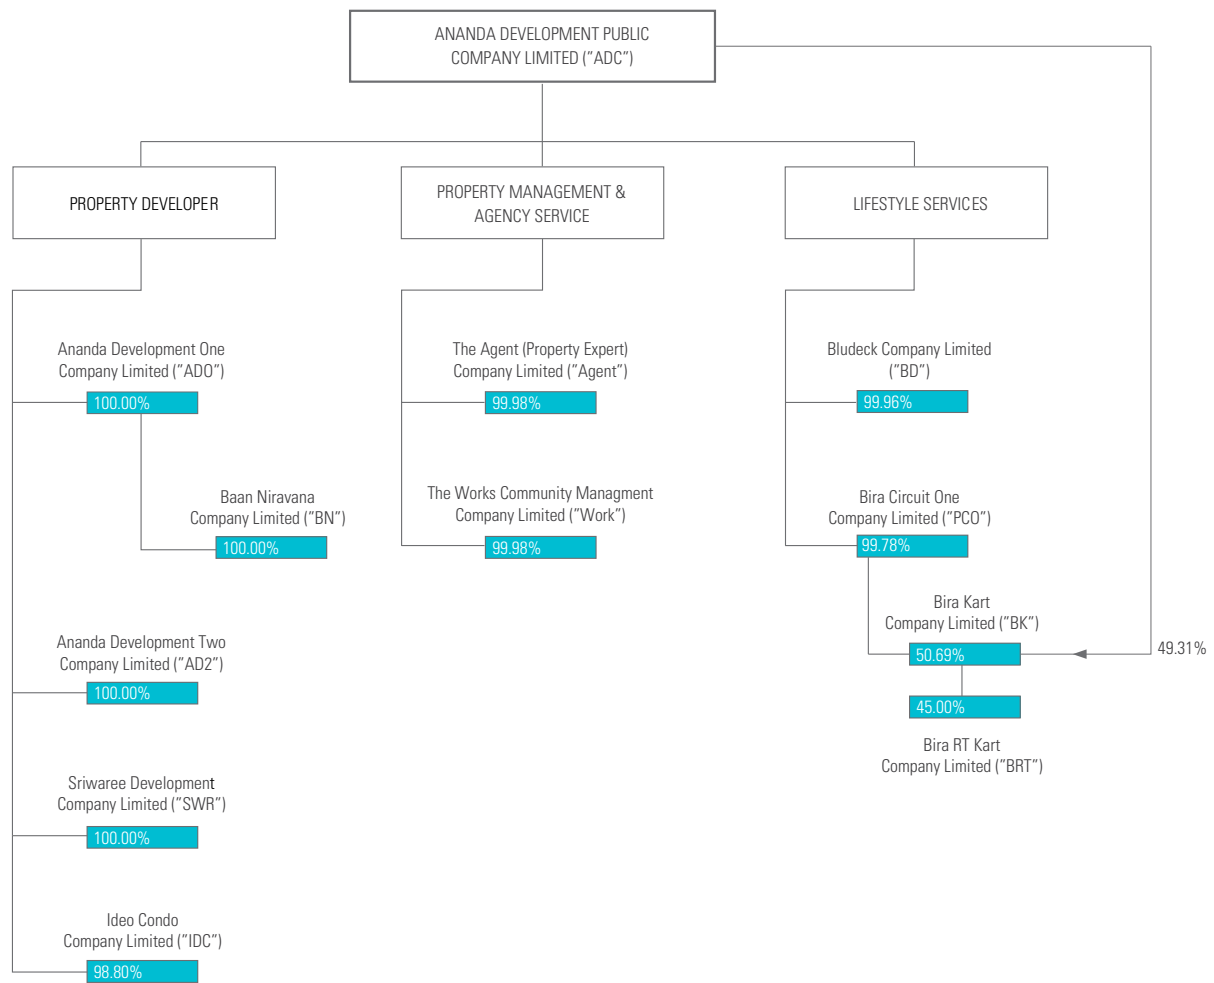 ANANDA DEVELOPMENT PUBLIC
COMPANY LIMITED ("ADC")
PROPERTY DEVELOPER
PROPERTY MANAGEMENT &
AGENCY SERVICE
LIFESTYLE SERVICES
Ananda Development One
Company Limited ("ADO")
100.00%
Baan Niravana
Company Limited ("BN")
100.00%
Ananda Development Two
Company Limited ("AD2")
100.00%
Sriwaree Development
Company Limited ("SWR")
100.00%
Ideo Condo
Company Limited ("IDC")
98.80%
The Agent (Property Expert)
Company Limited ("Agent")
99.98%
The Works Community Managment
Company Limited ("Work")
99.98%
Bludeck Company Limited
("BD")
99.96%
Bira Circuit One
Company Limited ("PCO")
99.78%
Bira Kart
Company Limited ("BK")
50.69%
49.31%
45.00%
Bira RT Kart
Company Limited ("BRT")